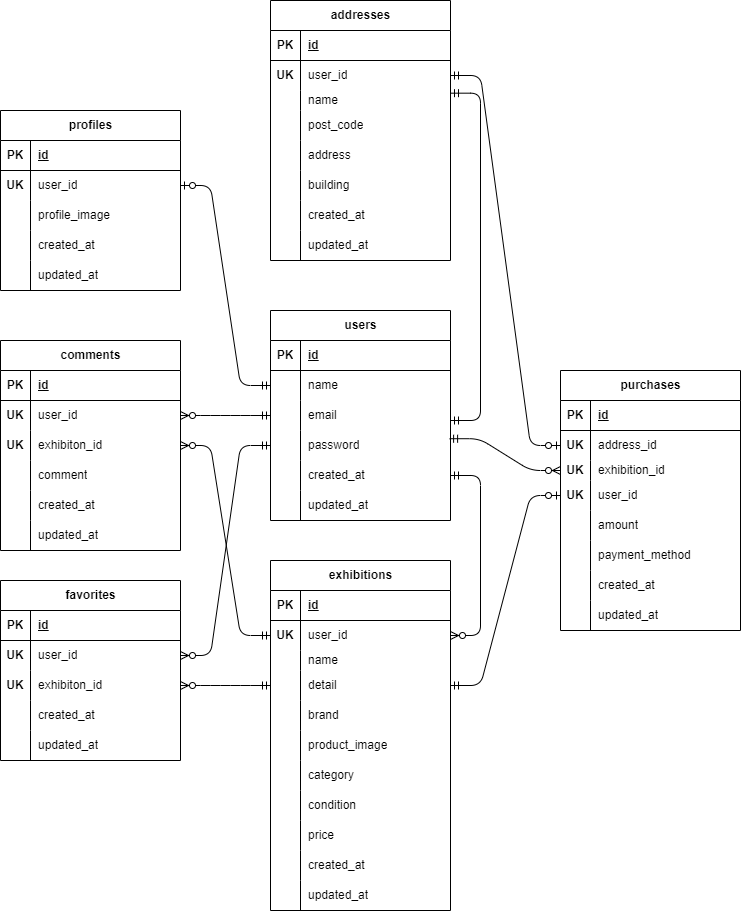 addresses
PK id
UK user_id
name
post_code
address
building
created_at
updated_at
profiles
PK id
UK user_id
profile_image
created_at
updated_at
users
PK id
name
email
password
created_at
updated_at
comments
PK id
UK user_id
UK exhibiton_id
comment
created_at
updated_at
purchases
PK id
UK address_id
UK exhibition_id
UK user_id
amount
payment_method
created_at
updated_at
exhibitions
PK id
UK user_id
name
detail
brand
product_image
category
condition
price
created_at
updated_at
favorites
PK id
UK user_id
UK exhibiton_id
created_at
updated_at